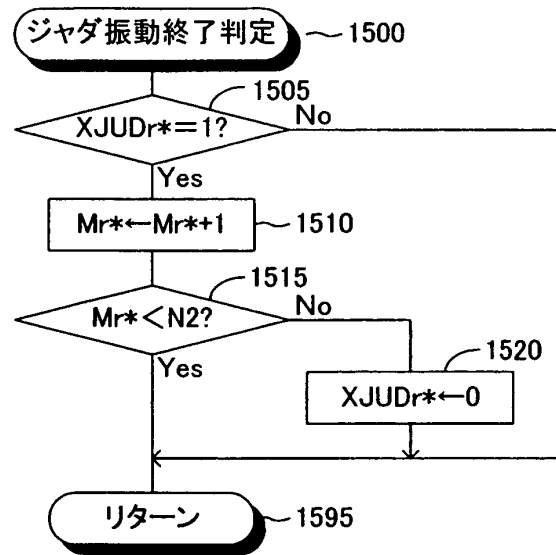 ジャダ振動終了判定
1500
1505
XJUDr*=1?
No
Yes
Mr*←Mr*+1
1510
1515
Mr*<N2?
No
Yes
1520
XJUDr*←0
リターン
1595